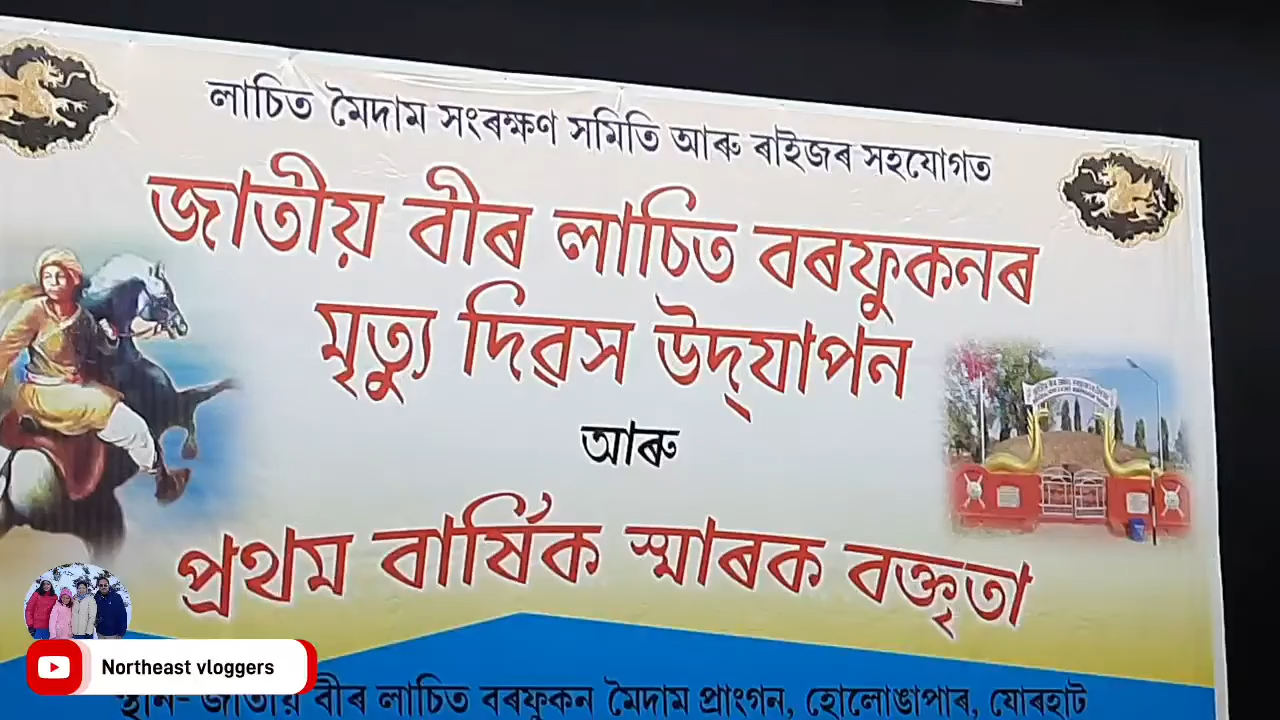 লাচিত মৈদাম সংৰক্ষণ সমিতি আৰু ৰাইজৰ সহযোগত
জাতীয় বীৰ লাচিত বৰফুকনৰ
মৃত্যু দিৱস উদ্‌যাপন
আৰু
প্ৰথম বাৰ্ষিক স্মাৰক বক্তৃতা
স্থান- জাতীয় বীৰ লাচিত বৰফুকন মৈদাম প্ৰাংগন, হোলোঙাপাৰ, যোৰহাট
Northeast vloggers